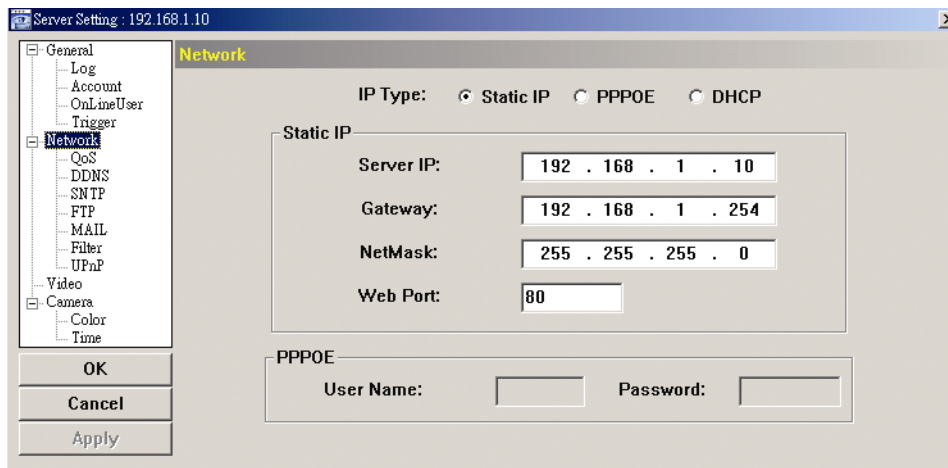 Server Setting : 192.168.1.10
General
Log
Account
OnLineUser
Trigger
Network
QoS
DDNS
SNTP
FTP
MAIL
Filter
UPnP
Video
Camera
Color
Time
OK
Cancel
Apply
Network
IP Type: Static IP PPPOE DHCP
Static IP
Server IP: 192 . 168 . 1 . 10
Gateway: 192 . 168 . 1 . 254
NetMask: 255 . 255 . 255 . 0
Web Port: 80
PPPOE
User Name: Password: